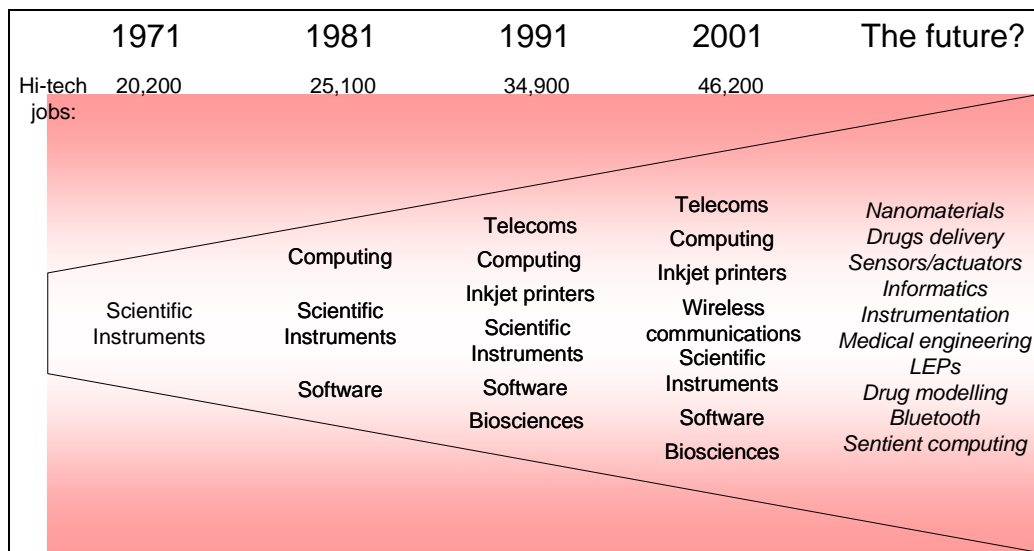 1971 1981 1991 2001 The future?
Hi-tech jobs: 20,200 25,100 34,900 46,200
Scientific
Instruments
Computing
Scientific
Instruments
Software
Telecoms
Computing
Inkjet printers
Scientific
Instruments
Software
Biosciences
Telecoms
Computing
Inkjet printers
Wireless
communications
Scientific
Instruments
Software
Biosciences
Nanomaterials
Drugs delivery
Sensors/actuators
Informatics
Instrumentation
Medical engineering
LEPs
Drug modelling
Bluetooth
Sentient computing